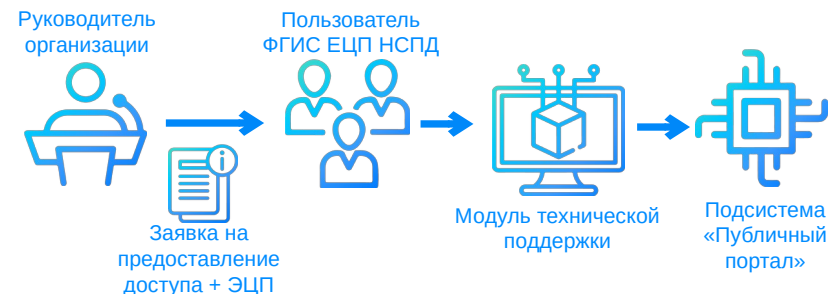 Руководитель
организации
Пользователь
ФГИС ЕЦП НСПД
Заявка на
предоставление
доступа + ЭЦП
Модуль технической
поддержки
Подсистема
«Публичный
портал»